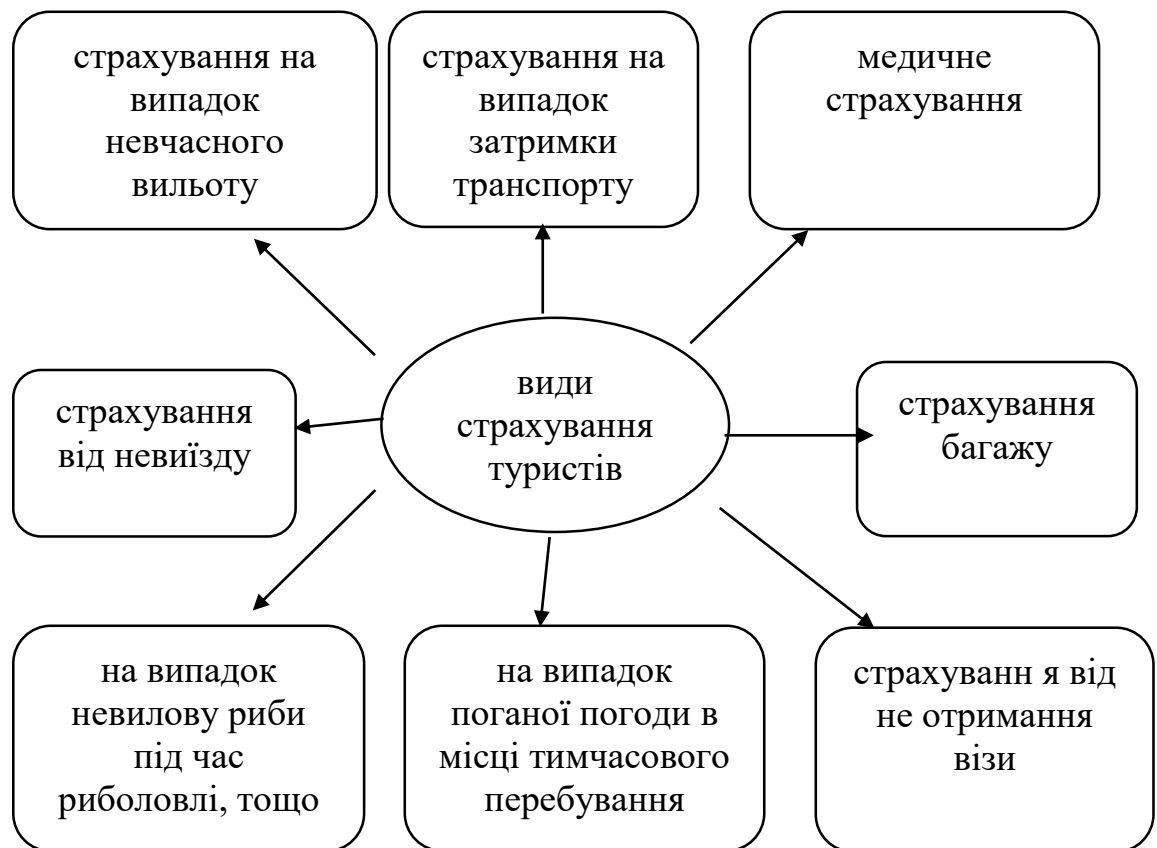 страхування на
випадок
невчасного
вильоту
страхування на
випадок
затримки
транспорту
медичне
страхування
страхування
від невиїзду
види
страхування
туристів
страхування
багажу
на випадок
невилову риби
під час
риболовлі, тощо
на випадок
поганої погоди в
місці тимчасового
перебування
страхуванн я від
не отримання
візи